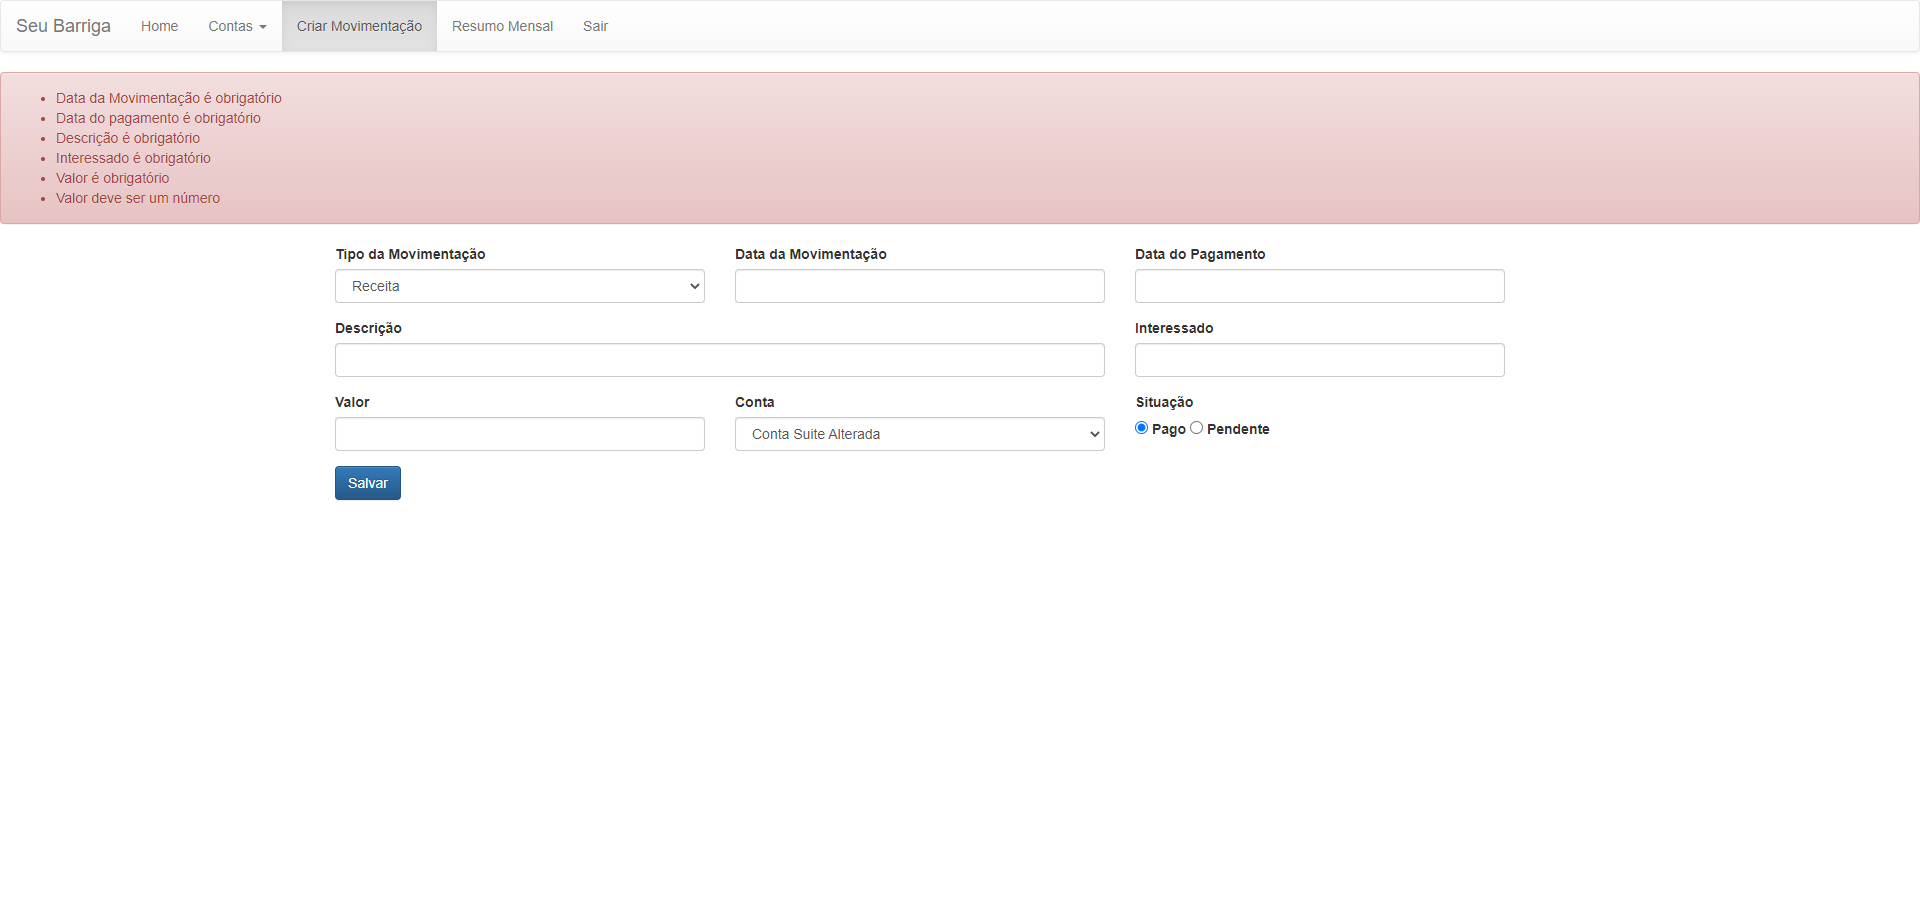 Seu Barriga Home Contas Criar Movimentação Resumo Mensal Sair
Data da Movimentação é obrigatório
Data do pagamento é obrigatório
Descrição é obrigatório
Interessado é obrigatório
Valor é obrigatório
Valor deve ser um número
Tipo da Movimentação Data da Movimentação Data do Pagamento
Receita
Descrição Interessado
Valor Conta Situação
Conta Suite Alterada Pago Pendente
Salvar